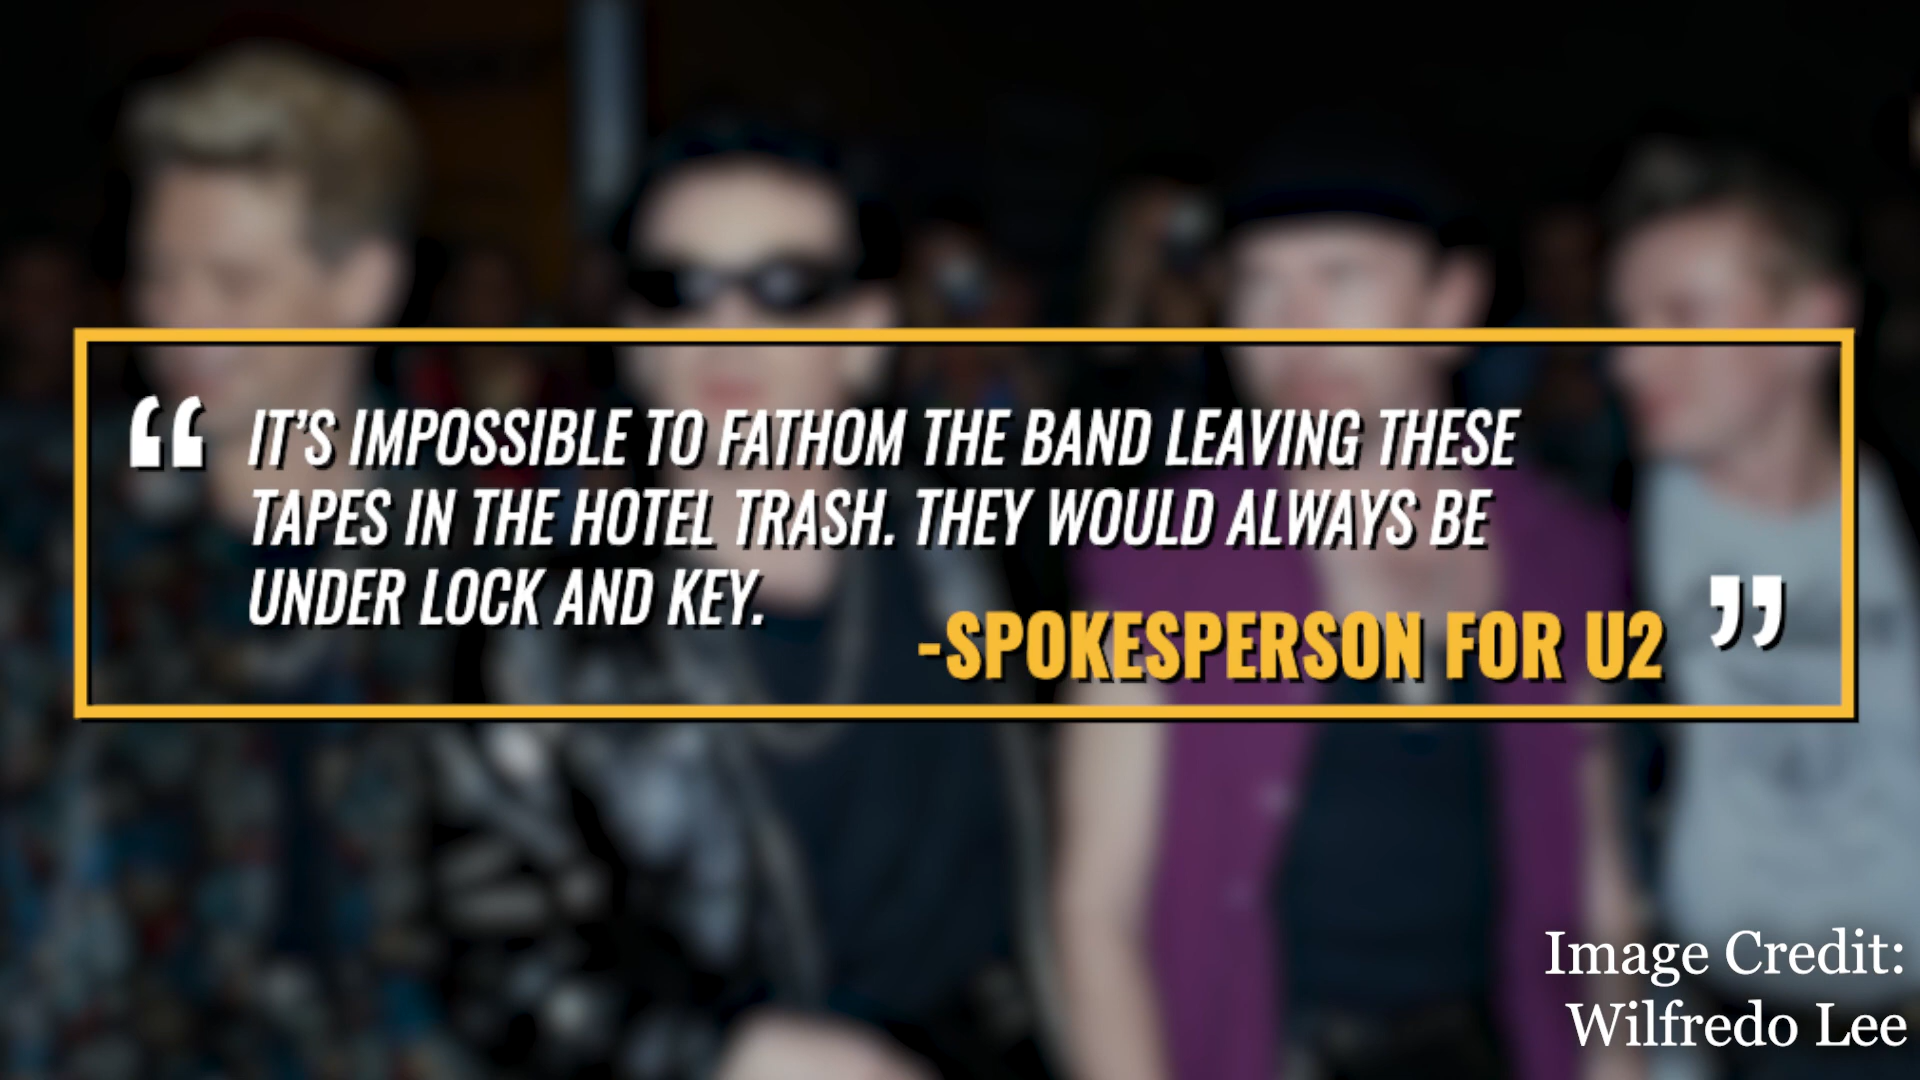 “ IT’S IMPOSSIBLE TO FATHOM THE BAND LEAVING THESE
TAPES IN THE HOTEL TRASH. THEY WOULD ALWAYS BE
UNDER LOCK AND KEY.
-SPOKESPERSON FOR U2 ”
Image Credit:
Wilfredo Lee